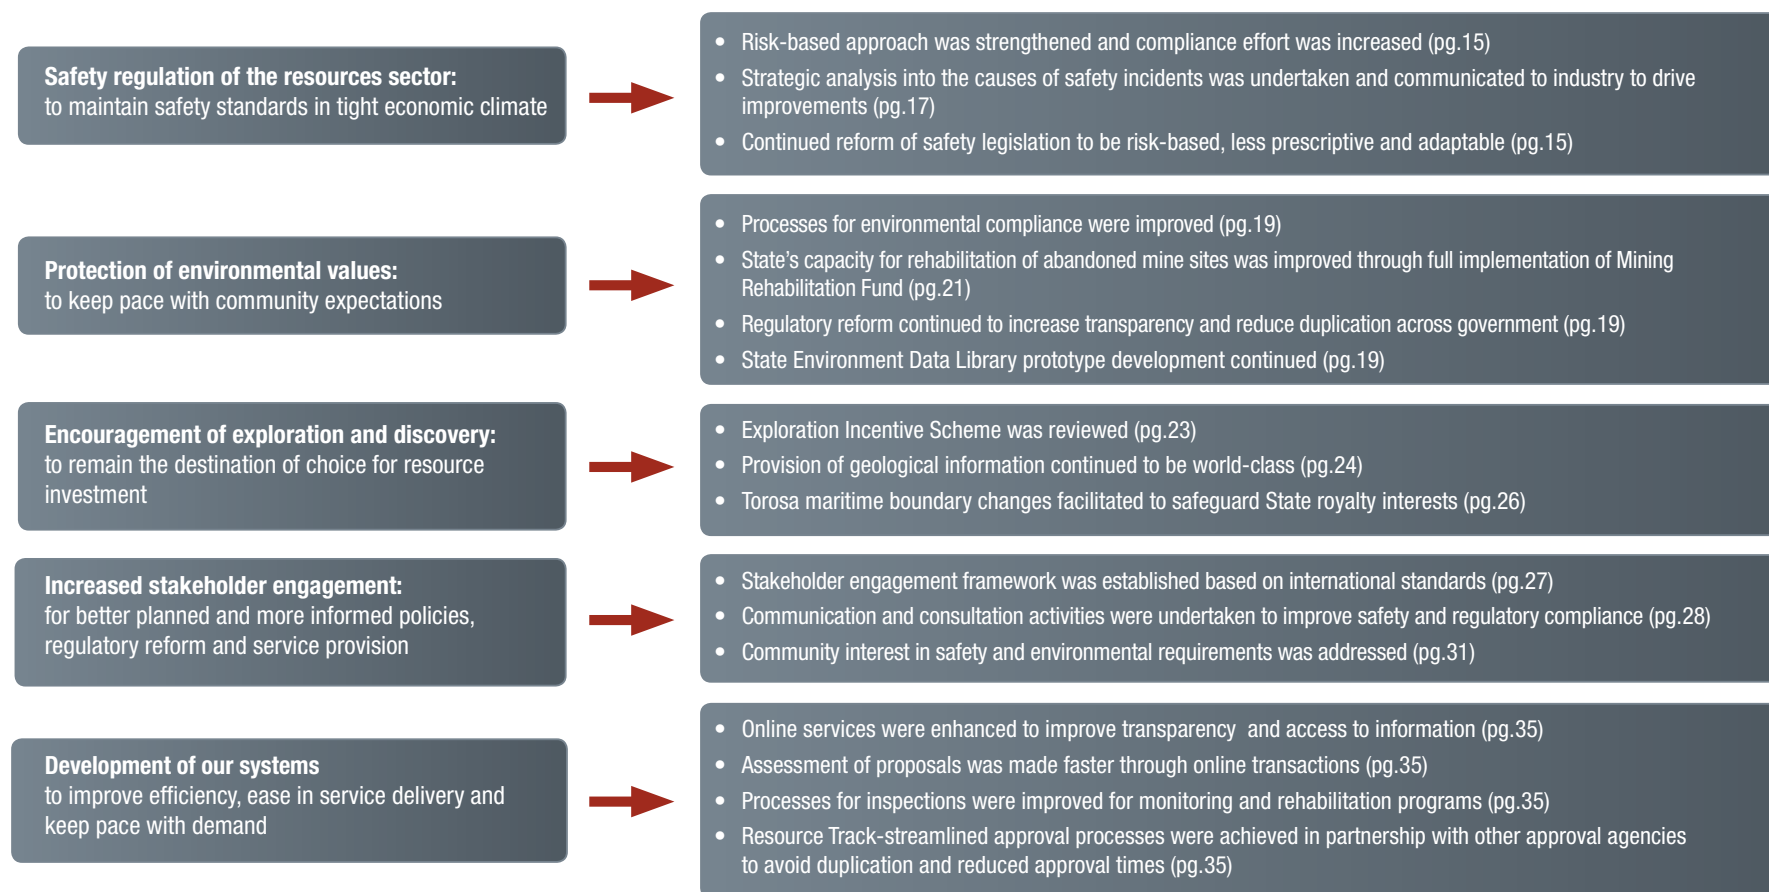 Safety regulation of the resources sector:
to maintain safety standards in tight economic climate
• Risk-based approach was strengthened and compliance effort was increased (pg.15)
• Strategic analysis into the causes of safety incidents was undertaken and communicated to industry to drive
improvements (pg.17)
• Continued reform of safety legislation to be risk-based, less prescriptive and adaptable (pg.15)
Protection of environmental values:
to keep pace with community expectations
• Processes for environmental compliance were improved (pg.19)
• State’s capacity for rehabilitation of abandoned mine sites was improved through full implementation of Mining
Rehabilitation Fund (pg.21)
• Regulatory reform continued to increase transparency and reduce duplication across government (pg.19)
• State Environment Data Library prototype development continued (pg.19)
Encouragement of exploration and discovery:
to remain the destination of choice for resource
investment
• Exploration Incentive Scheme was reviewed (pg.23)
• Provision of geological information continued to be world-class (pg.24)
• Torosa maritime boundary changes facilitated to safeguard State royalty interests (pg.26)
Increased stakeholder engagement:
for better planned and more informed policies,
regulatory reform and service provision
• Stakeholder engagement framework was established based on international standards (pg.27)
• Communication and consultation activities were undertaken to improve safety and regulatory compliance (pg.28)
• Community interest in safety and environmental requirements was addressed (pg.31)
Development of our systems
to improve efficiency, ease in service delivery and
keep pace with demand
• Online services were enhanced to improve transparency  and access to information (pg.35)
• Assessment of proposals was made faster through online transactions (pg.35)
• Processes for inspections were improved for monitoring and rehabilitation programs (pg.35)
• Resource Track-streamlined approval processes were achieved in partnership with other approval agencies
to avoid duplication and reduced approval times (pg.35)